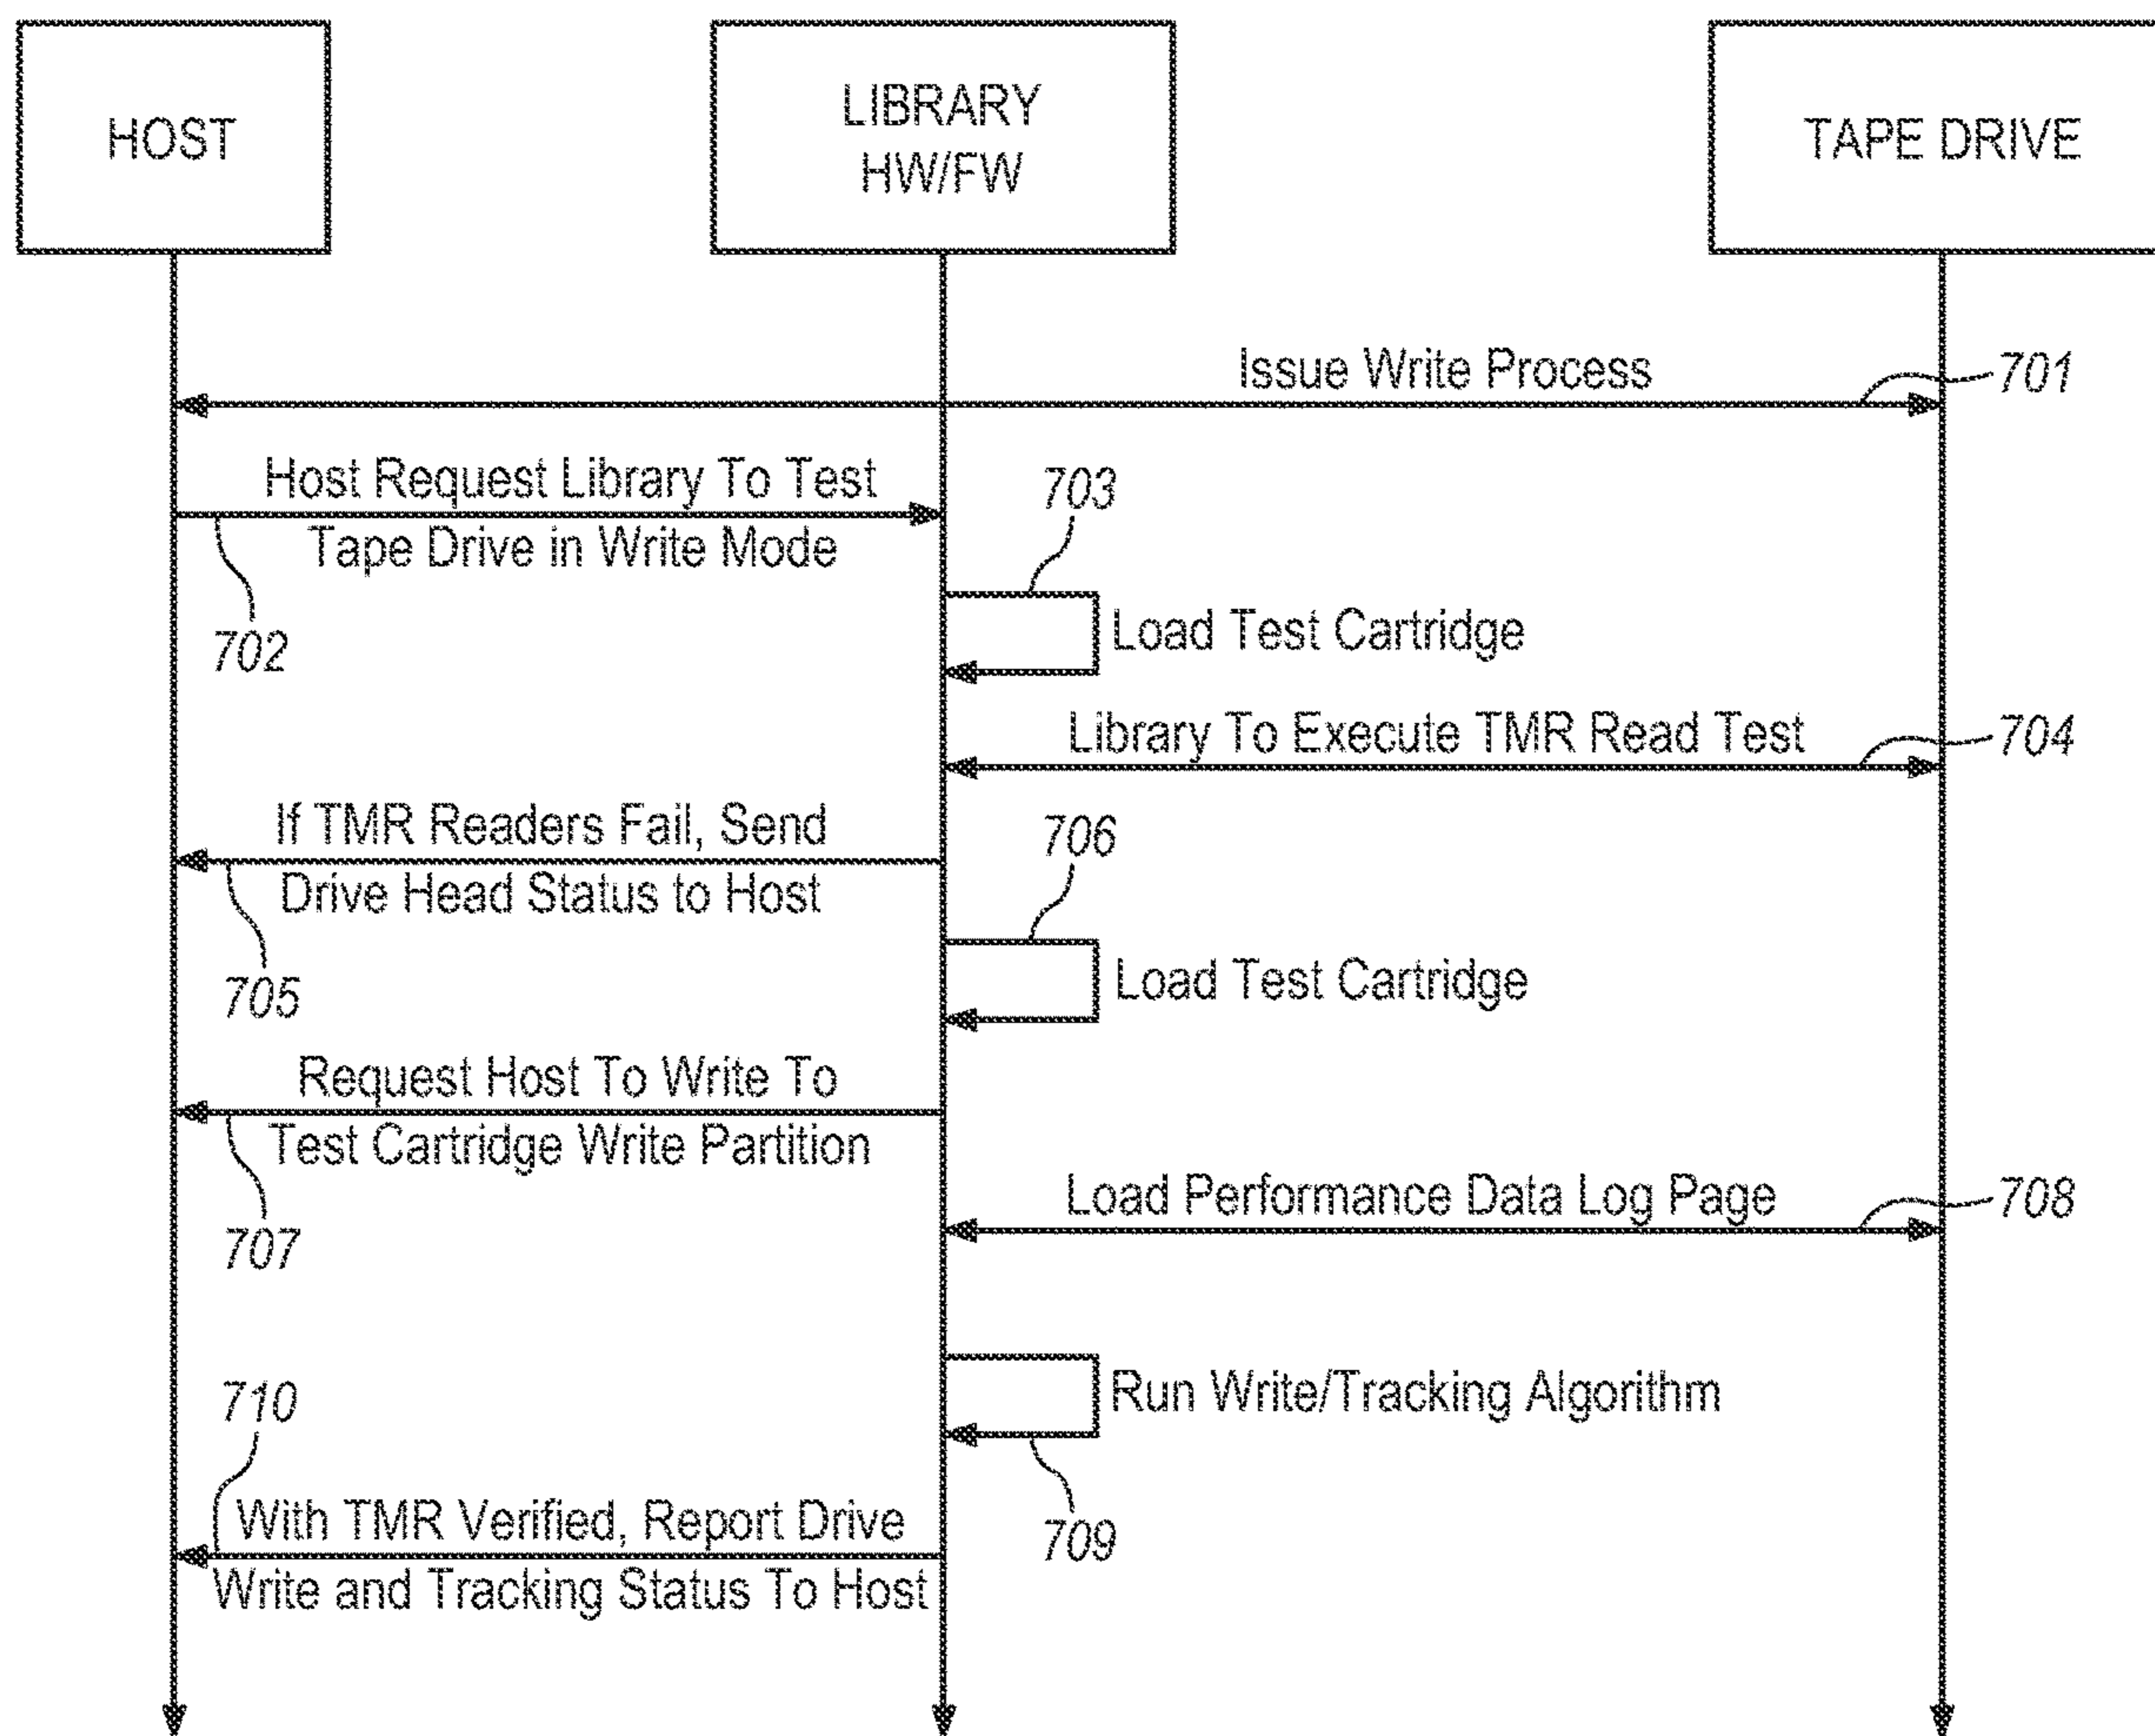 HOST
LIBRARY
HW/FW
TAPE DRIVE
Issue Write Process
701
Host Request Library To Test
Tape Drive in Write Mode
702
703
Load Test Cartridge
Library To Execute TMR Read Test
704
If TMR Readers Fail, Send
Drive Head Status to Host
705
706
Load Test Cartridge
Request Host To Write To
Test Cartridge Write Partition
707
Load Performance Data Log Page
708
Run Write/Tracking Algorithm
709
710
With TMR Verified, Report Drive
Write and Tracking Status To Host